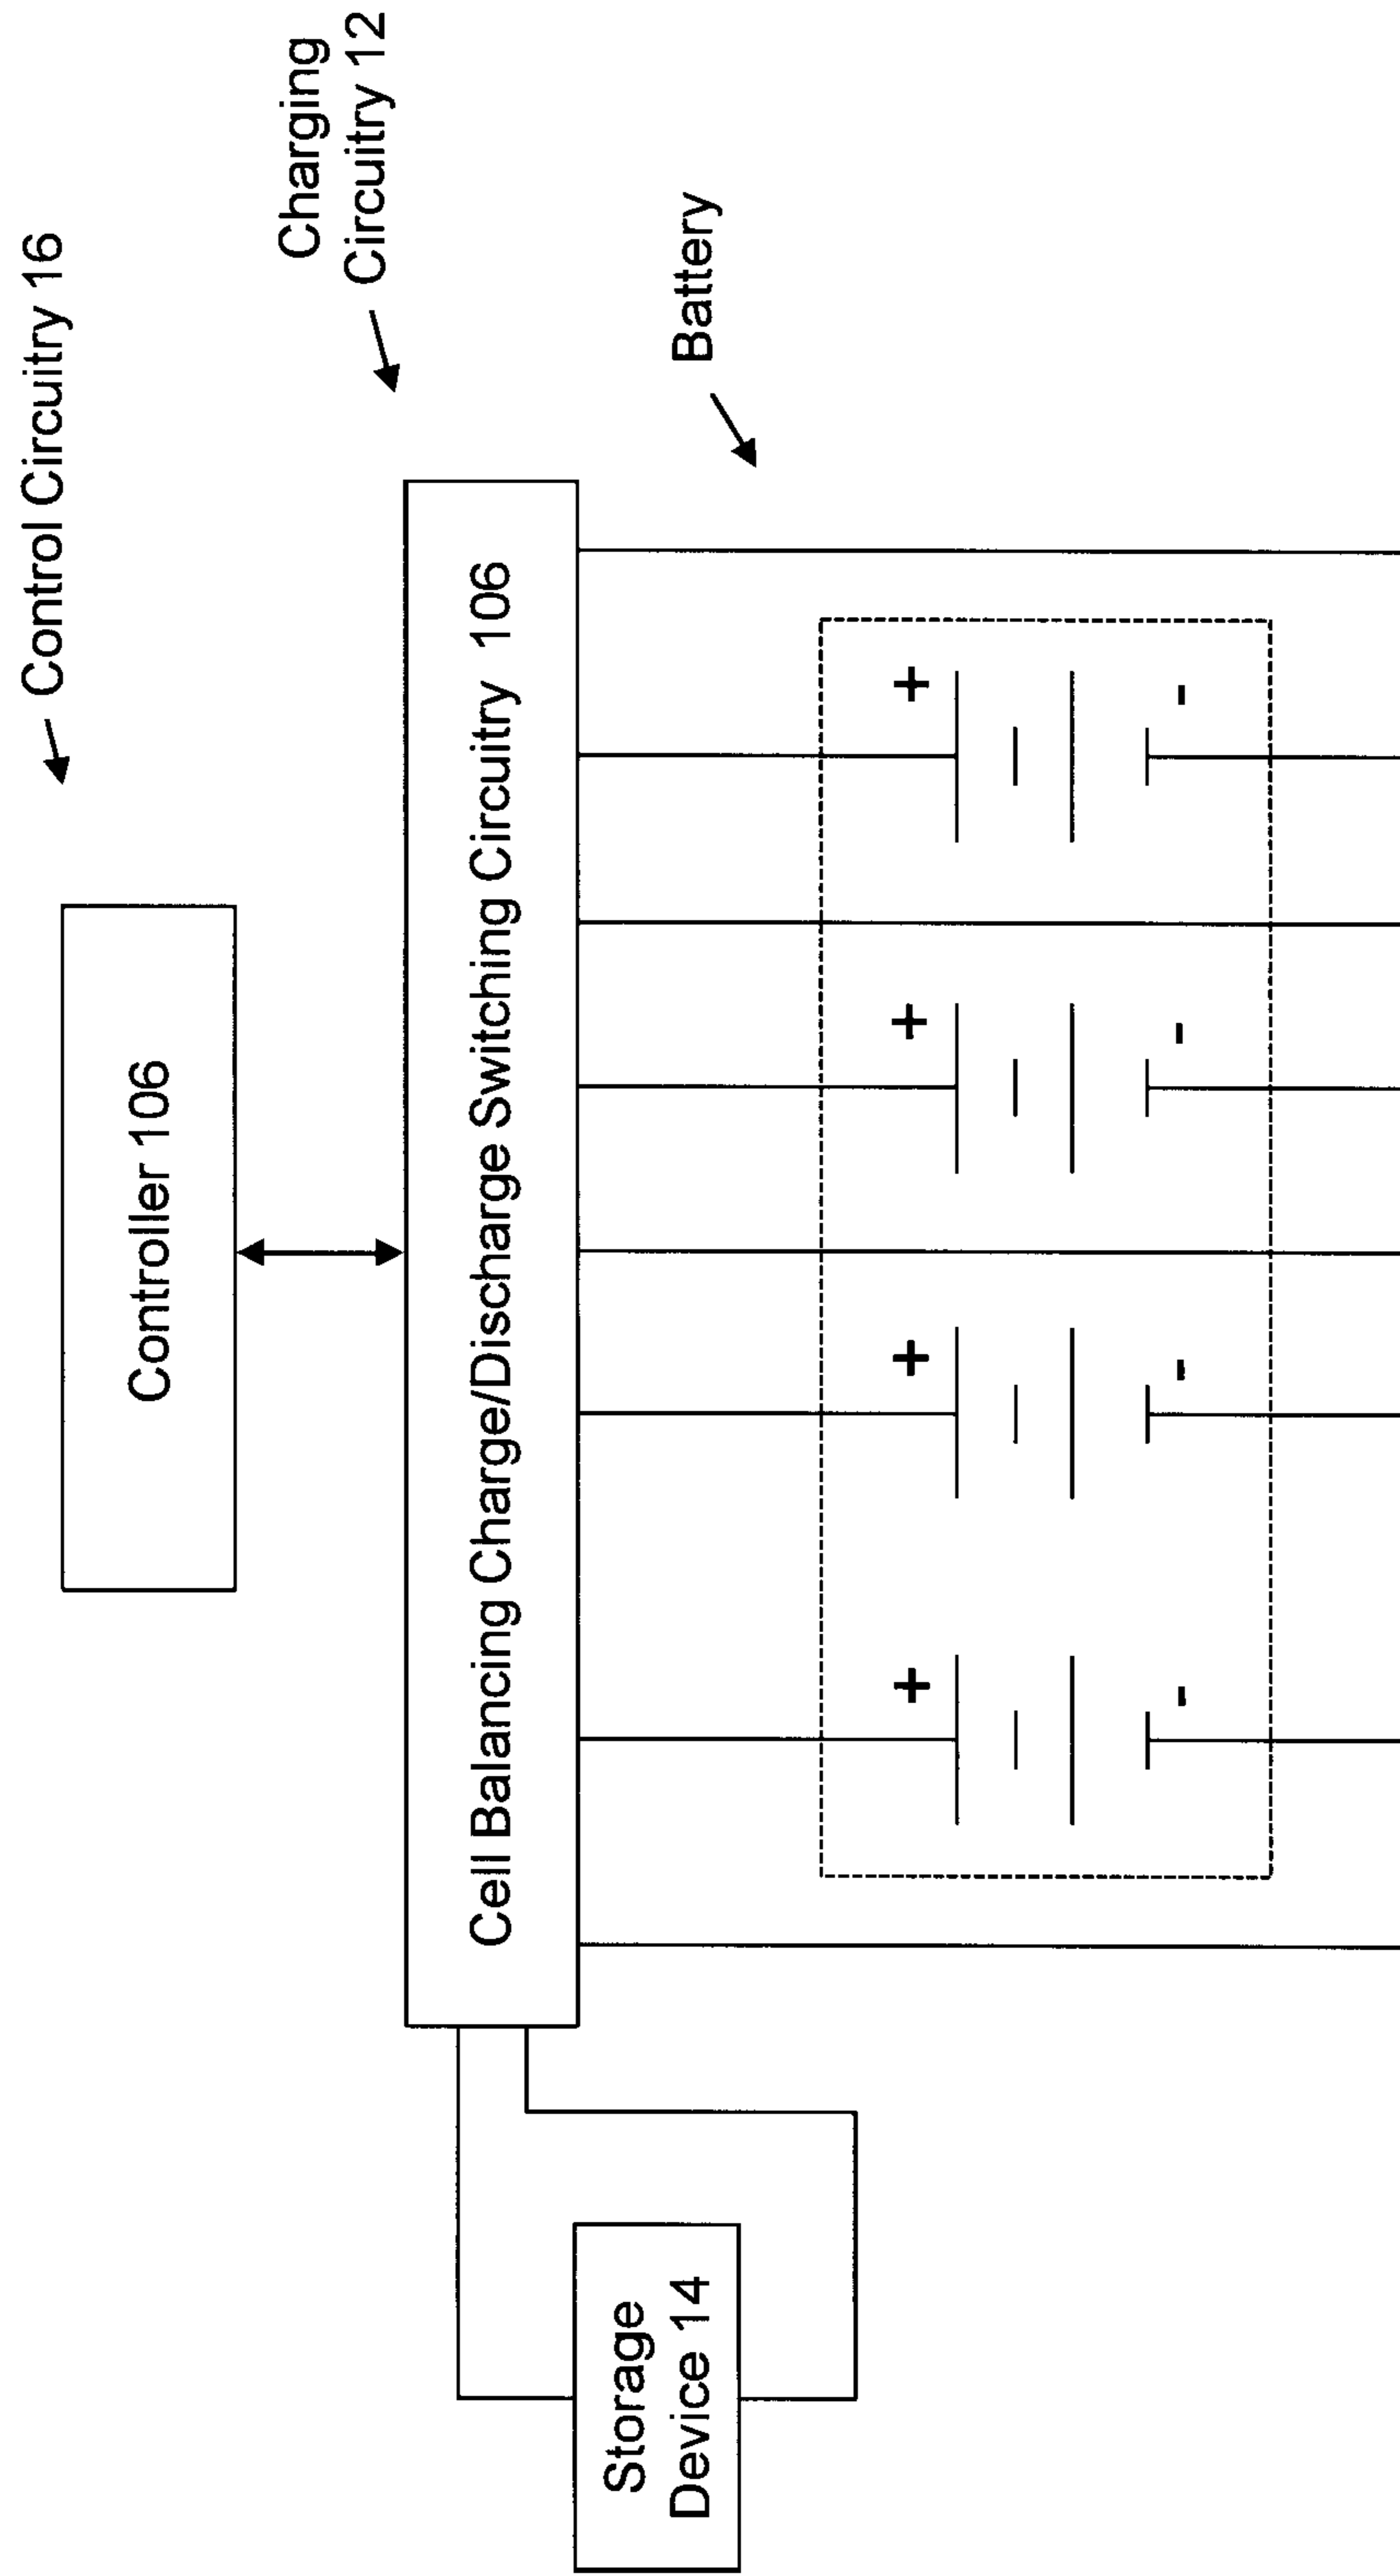 Control Circuitry 16
Controller 106
Charging
Circuitry 12
Cell Balancing Charge/Discharge Switching Circuitry 106
Battery
Storage
Device 14
+ + + +
- - - -